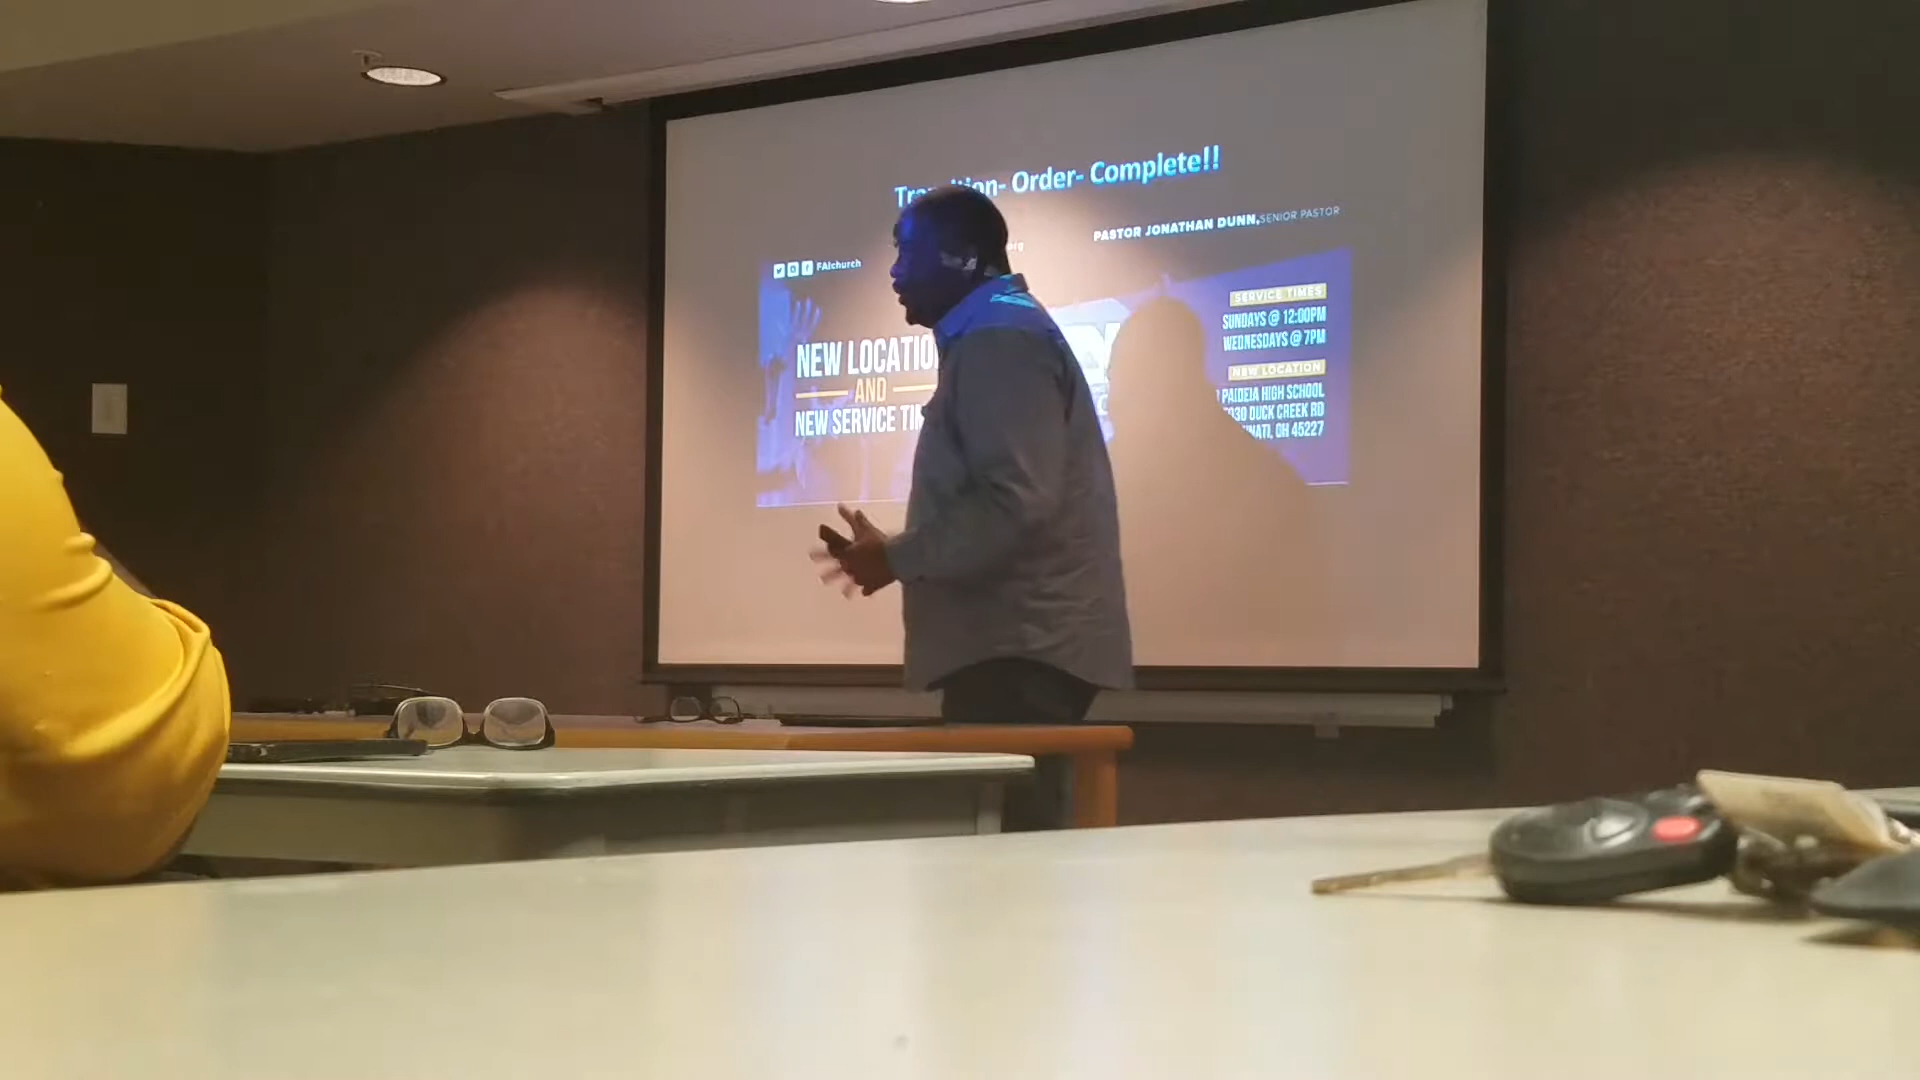 Order- Complete!!
PASTOR JONATHAN DUNN, SENIOR PASTOR
FAIchurch
NEW
AND
NEW SERVICE
SERVICE TIMES
SUNDAYS @ 12:00PM
WEDNESDAYS @ 7PM
NEW LOCATION
PAIDEIA HIGH SCHOOL
DUCK CREEK RD
OH 45227